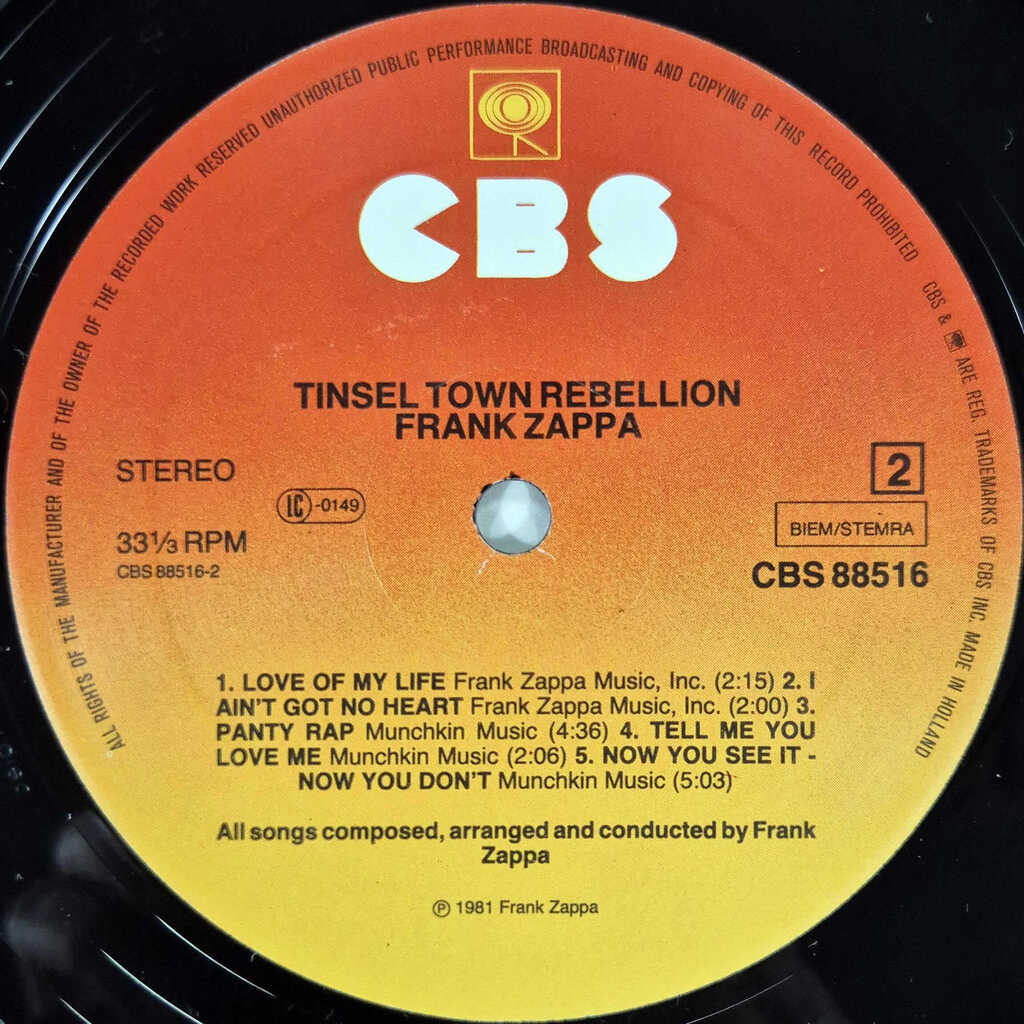 ALL RIGHTS OF THE MANUFACTURER AND OF THE OWNER OF THE RECORDED WORK RESERVED UNAUTHORIZED PUBLIC PERFORMANCE BROADCASTING AND COPYING OF THIS RECORD PROHIBITED
CBS & ARE REG. TRADEMARKS OF CBS INC. MADE IN HOLLAND
CBS
TINSEL TOWN REBELLION
FRANK ZAPPA
STEREO
LC-0149
33⅓ RPM
CBS 88516-2
2
BIEM/STEMRA
CBS 88516
1. LOVE OF MY LIFE Frank Zappa Music, Inc. (2:15) 2. I
AIN'T GOT NO HEART Frank Zappa Music, Inc. (2:00) 3.
PANTY RAP Munchkin Music (4:36) 4. TELL ME YOU
LOVE ME Munchkin Music (2:06) 5. NOW YOU SEE IT -
NOW YOU DON'T Munchkin Music (5:03)
All songs composed, arranged and conducted by Frank
Zappa
℗ 1981 Frank Zappa